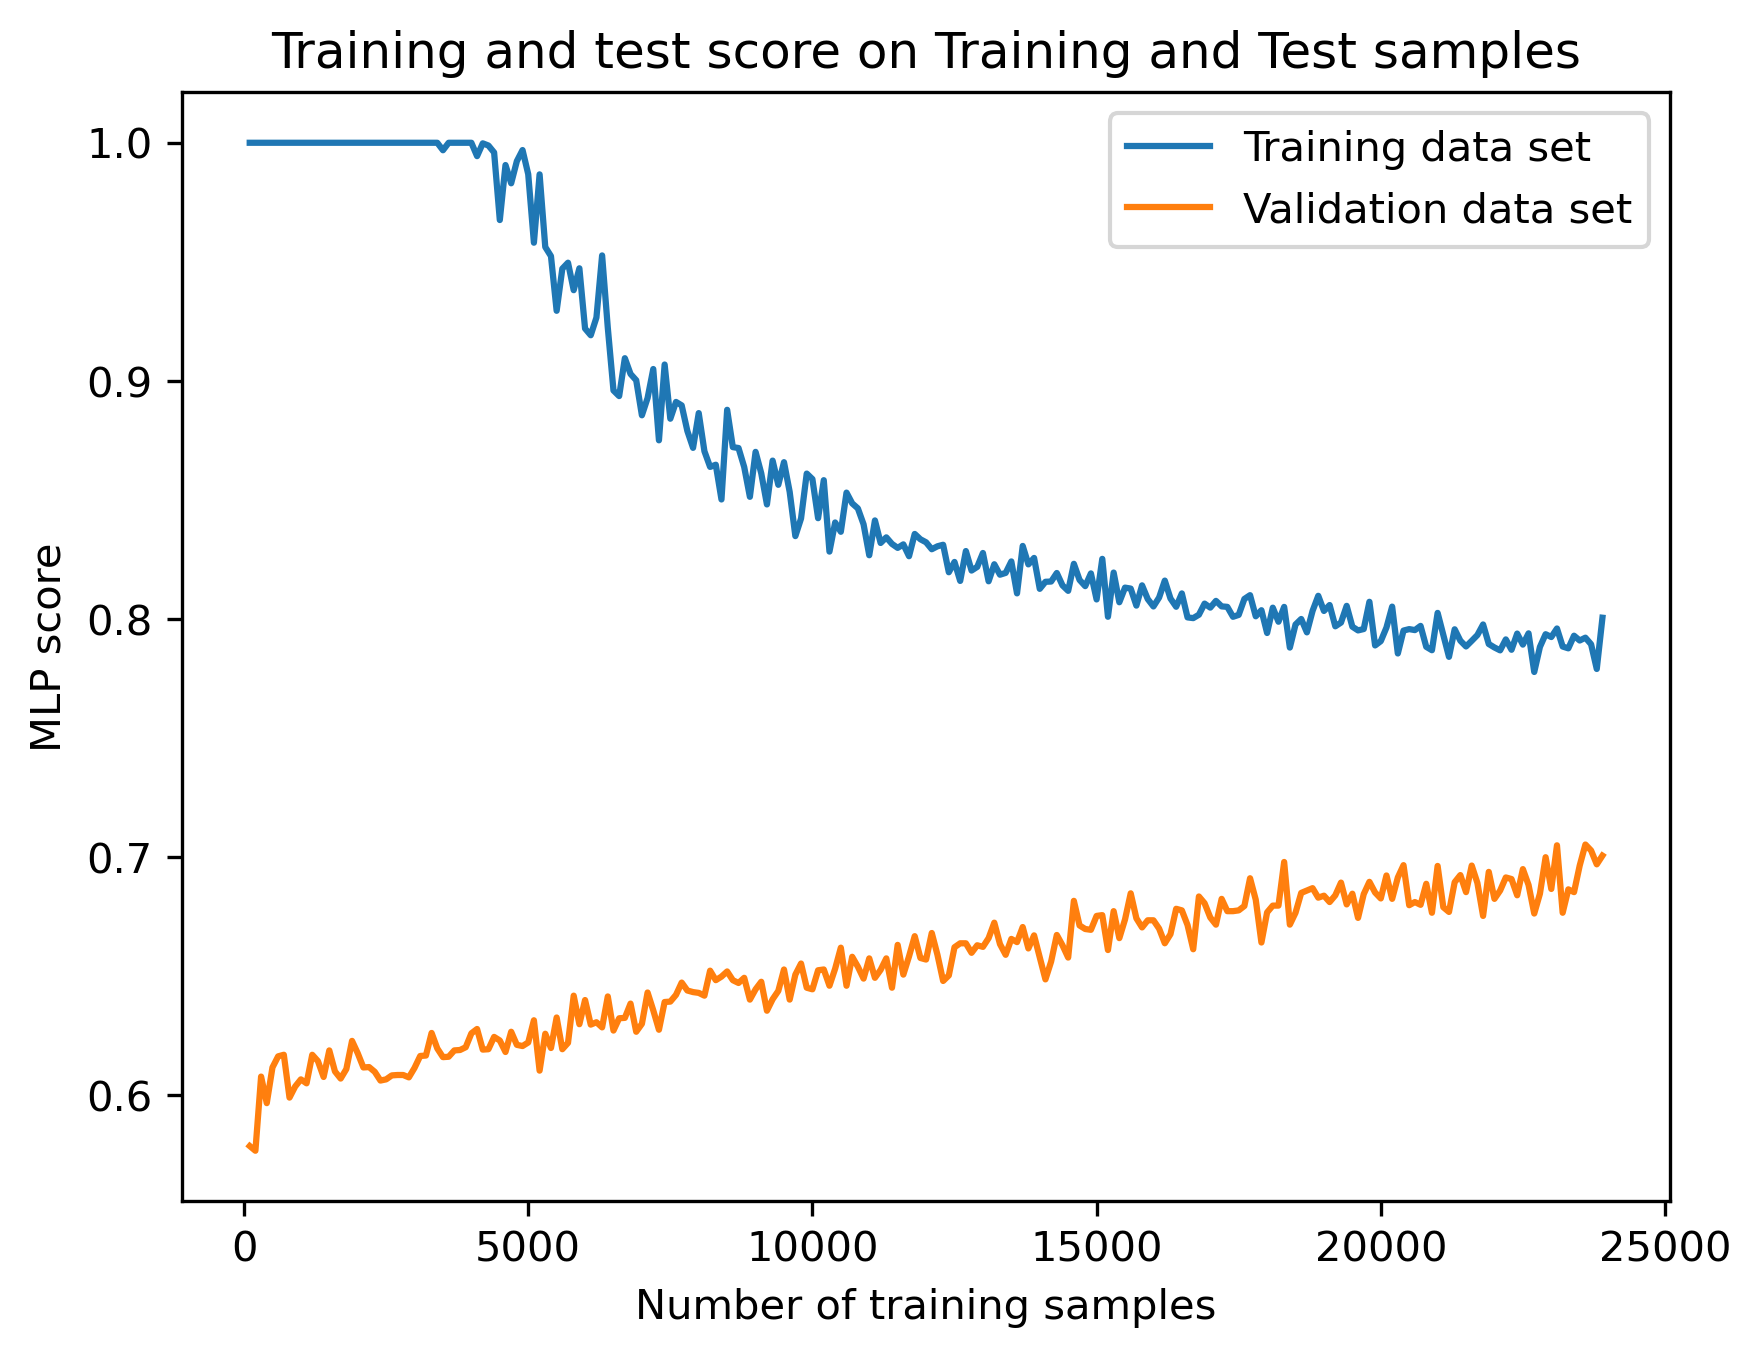 Training and test score on Training and Test samples
Training data set
Validation data set
1.0
0.9
0.8
0.7
0.6
MLP score
0 5000 10000 15000 20000 25000
Number of training samples